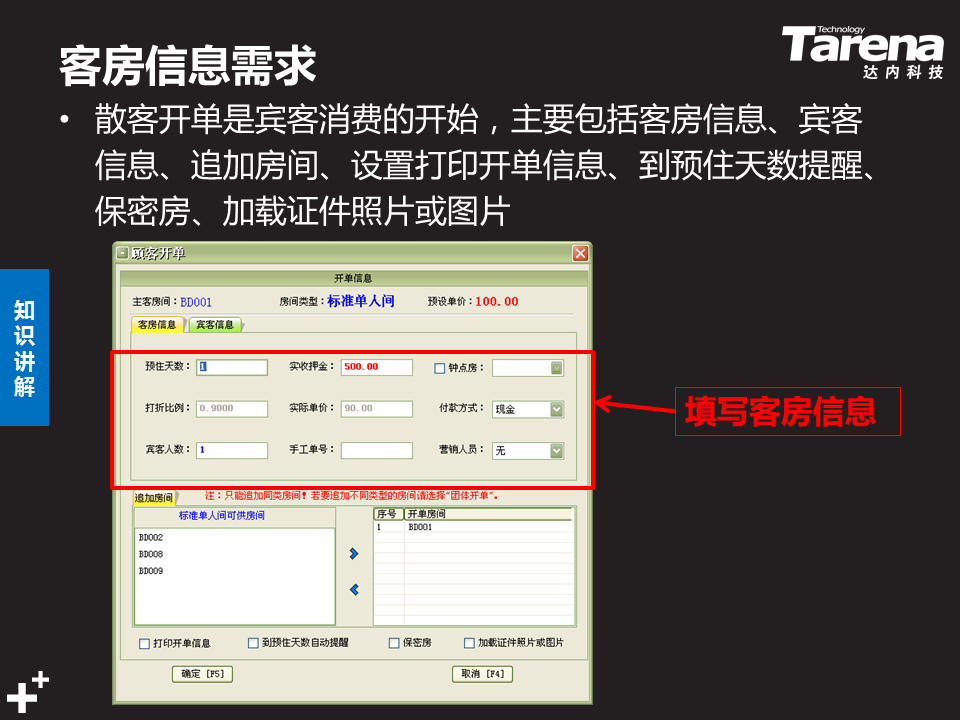 客房信息需求
Technology
Tarena
达内科技
• 散客开单是宾客消费的开始，主要包括客房信息、宾客
信息、追加房间、设置打印开单信息、到预住天数提醒、
保密房、加载证件照片或图片
知识讲解
顾客开单
开单信息
主客房间：BD001 房间类型：标准单人间 预设单价：100.00
客房信息 宾客信息
预住天数： 1 实收押金： 500.00 钟点房：
打折比例： 0.9000 实际单价： 90.00 付款方式： 现金
宾客人数： 1 手工单号： 营销人员： 无
填写客房信息
追加房间 注：只能追加同类房间！若要追加不同类型的房间请选择"团体开单"。
标准单人间可供房间 序号 开单房间
1 BD001
BD002
BD008
BD009
打印开单信息 到预住天数自动提醒 保密房 加载证件照片或图片
确定 [F5] 取消 [F4]